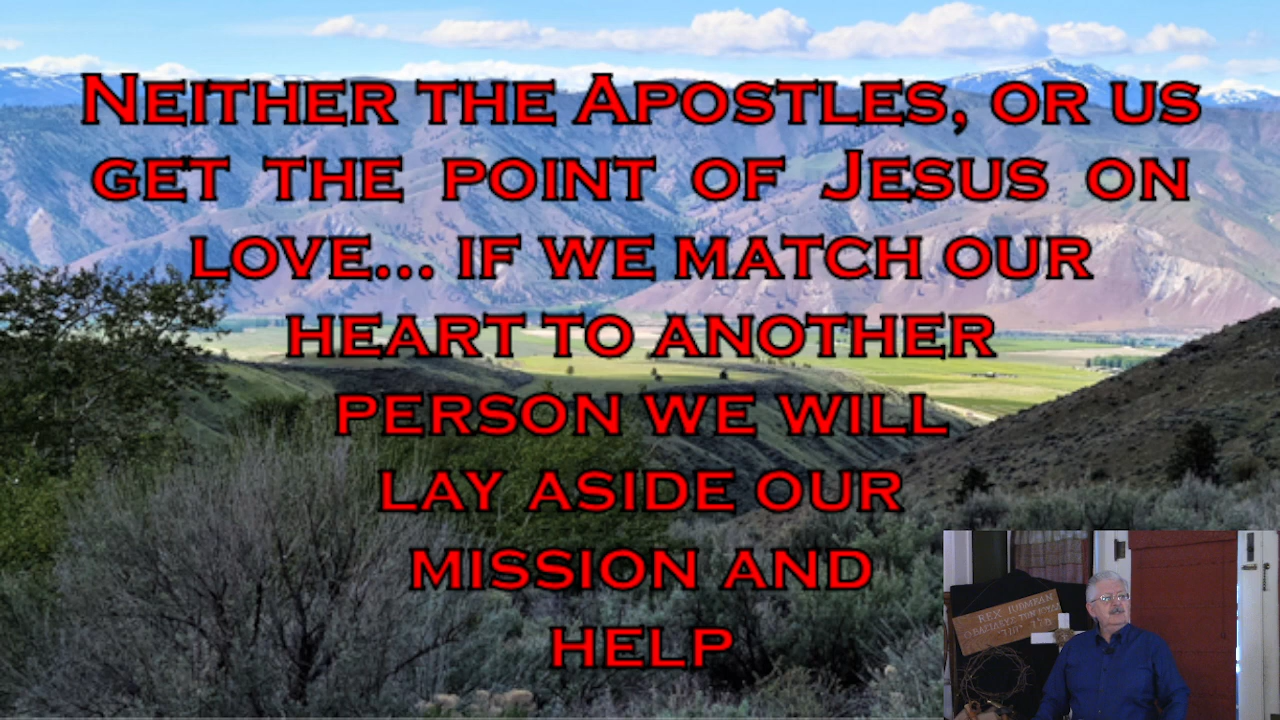 Neither the Apostles, or us
get the point of Jesus on
love... if we match our
heart to another
person we will
lay aside our
mission and
help